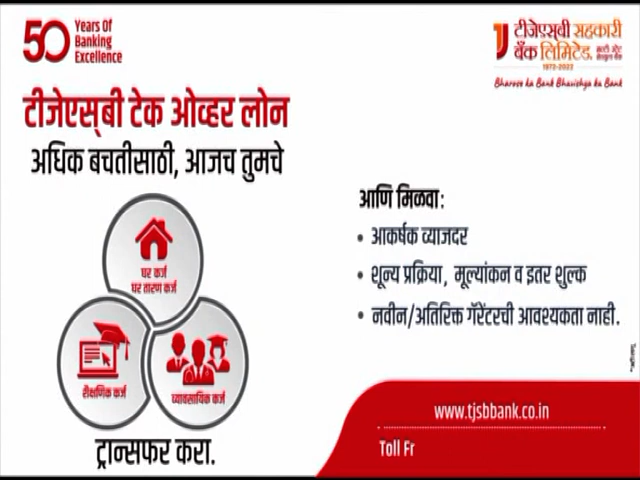 50 Years Of
Banking
Excellence
टीजेएसबी सहकारी
बँक लिमिटेड. मल्टी स्टेट
शेड्युल्ड बँक
1972-2022
Bharose ka Bank Bhavishya ka Bank
टीजेएस्‌बी टेक ओव्हर लोन
अधिक बचतीसाठी, आजच तुमचे
घर कर्ज
घर तारण कर्ज
शैक्षणिक कर्ज
व्यावसायिक कर्ज
ट्रान्सफर करा.
आणि मिळवा:
• आकर्षक व्याजदर
• शून्य प्रक्रिया, मूल्यांकन व इतर शुल्क
• नवीन/अतिरिक्त गॅरेंटरची आवश्यकता नाही.
www.tjsbbank.co.in
Toll Fr